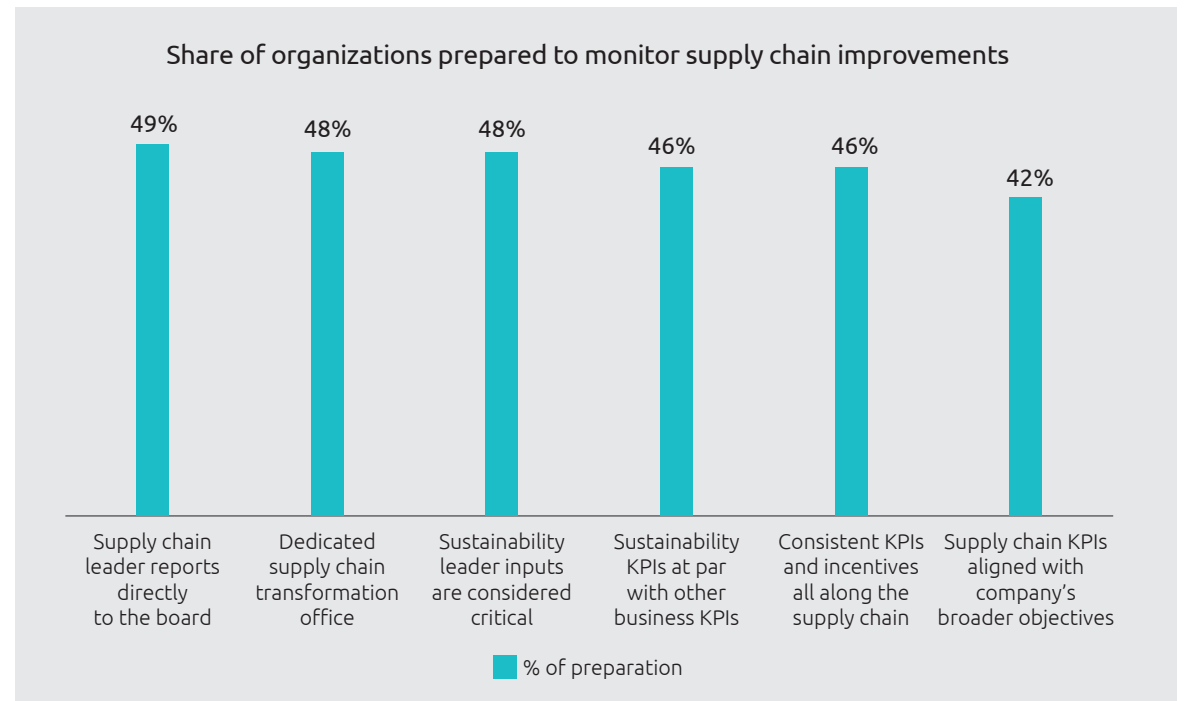 Share of organizations prepared to monitor supply chain improvements
49%
48%
48%
46%
46%
42%
Supply chain
leader reports
directly
to the board
Dedicated
supply chain
transformation
office
Sustainability
leader inputs
are considered
critical
Sustainability
KPIs at par
with other
business KPIs
Consistent KPIs
and incentives
all along the
supply chain
Supply chain KPIs
aligned with
company’s
broader objectives
% of preparation